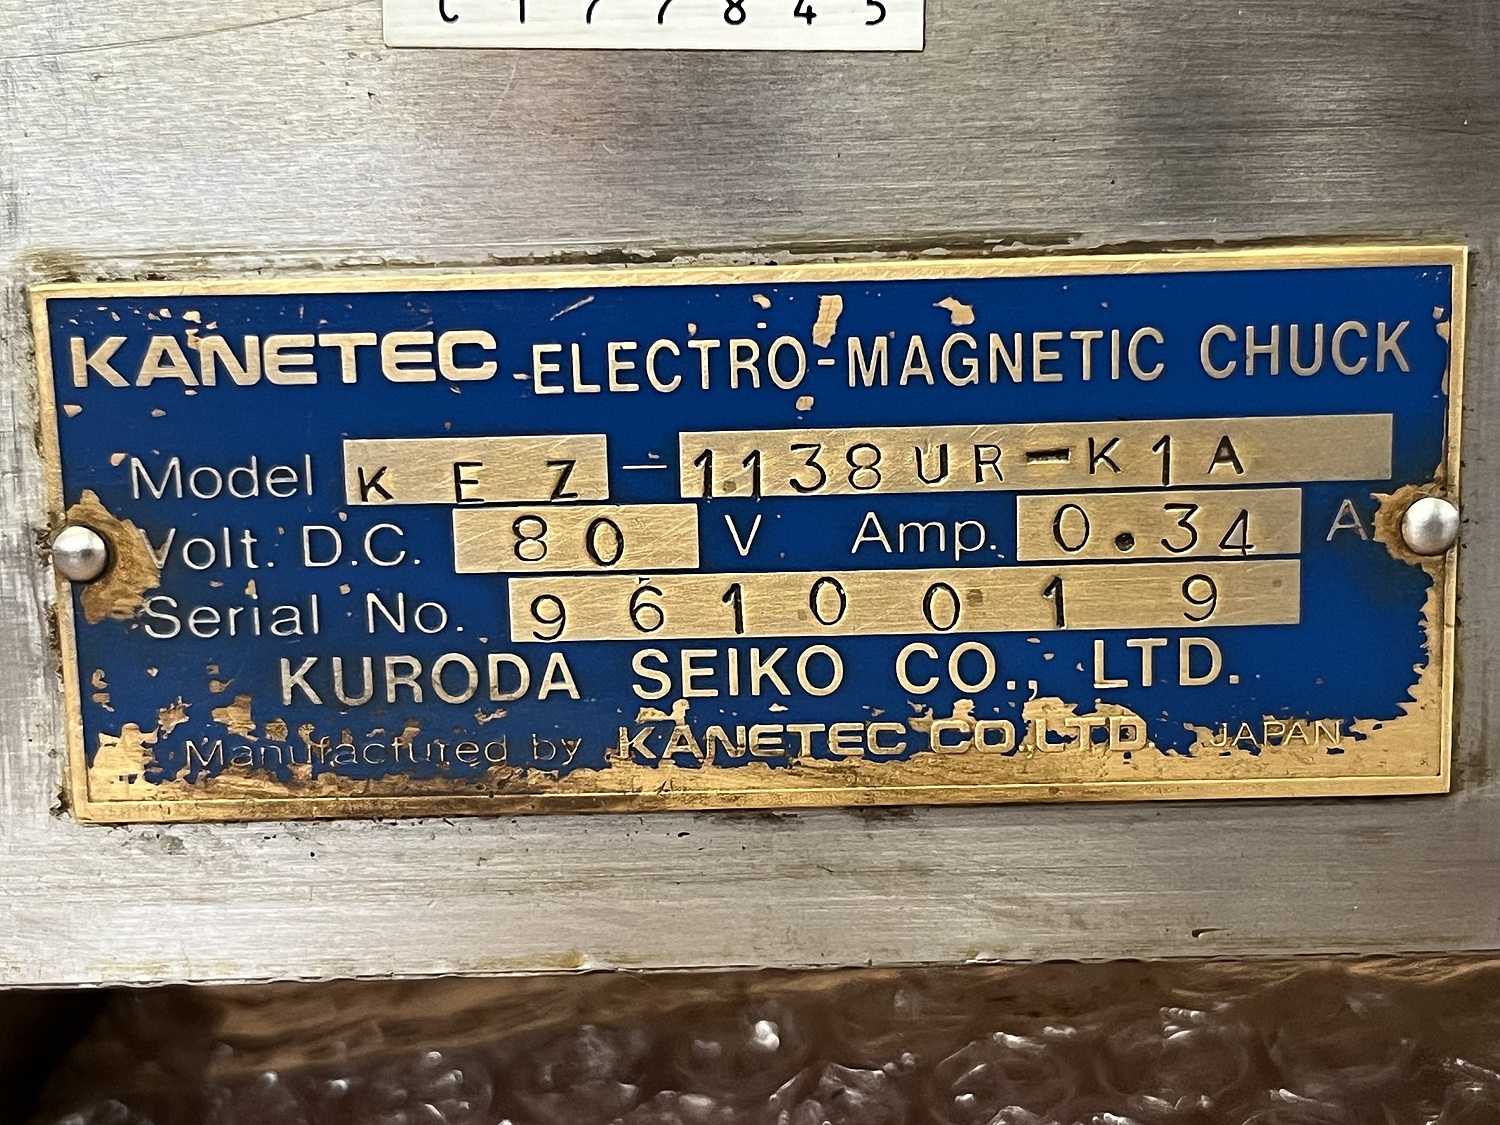 KANETEC ELECTRO-MAGNETIC CHUCK
Model KEZ-1138UR-K1A
Volt. D.C. 80 V Amp. 0.34 A
Serial No. 9610019
KURODA SEIKO CO., LTD.
Manufactured by KANETEC CO.,LTD. JAPAN